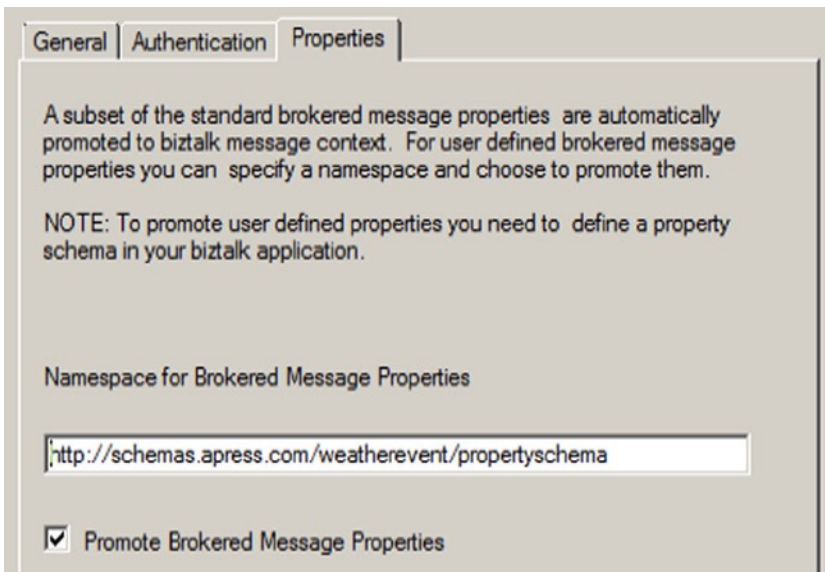 General Authentication Properties
A subset of the standard brokered message properties are automatically
promoted to biztalk message context. For user defined brokered message
properties you can specify a namespace and choose to promote them.
NOTE: To promote user defined properties you need to define a property
schema in your biztalk application.
Namespace for Brokered Message Properties
http://schemas.apress.com/weatherevent/propertyschema
Promote Brokered Message Properties